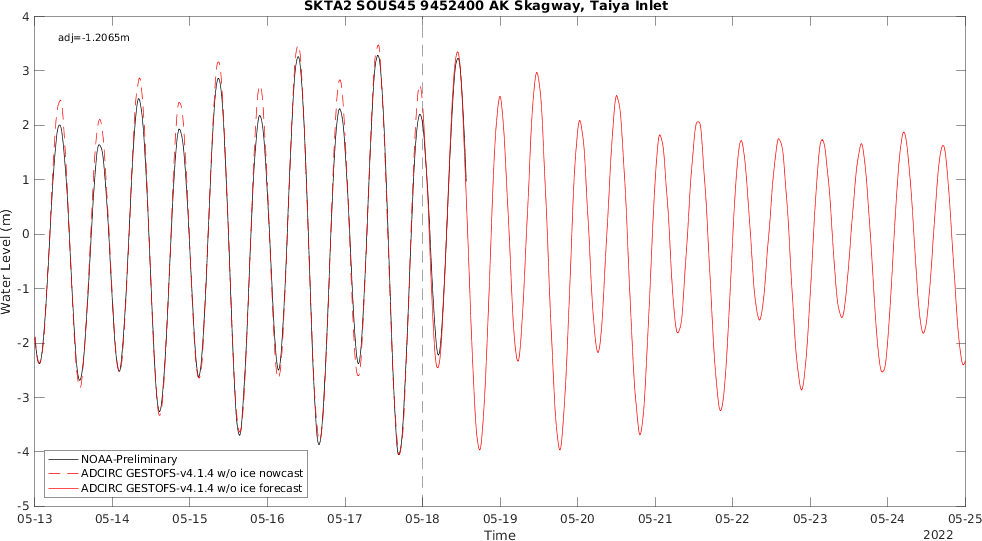 SKTA2 SOUS45 9452400 AK Skagway, Taiya Inlet
adj=-1.2065m
4
3
2
1
0
-1
-2
-3
-4
-5
Water Level (m)
NOAA-Preliminary
ADCIRC GESTOFS-v4.1.4 w/o ice nowcast
ADCIRC GESTOFS-v4.1.4 w/o ice forecast
05-13 05-14 05-15 05-16 05-17 05-18 05-19 05-20 05-21 05-22 05-23 05-24 05-25
Time
2022